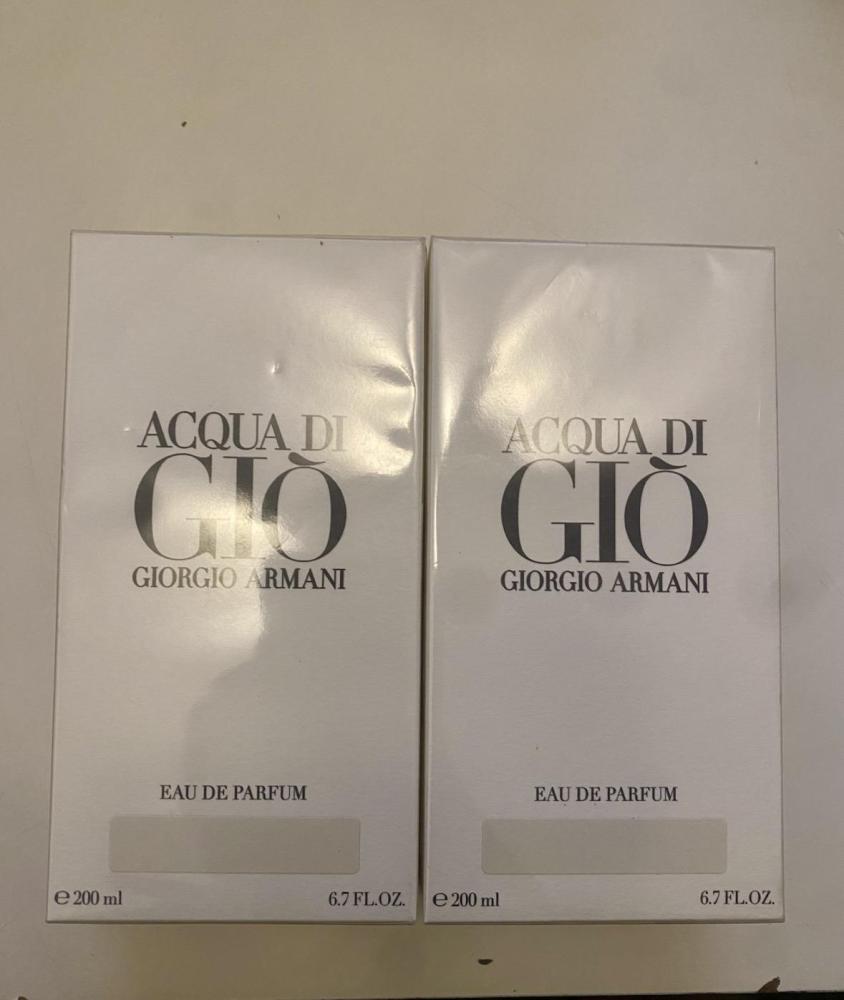 ACQUA DI
GIÒ
GIORGIO ARMANI
EAU DE PARFUM
℮ 200 ml 6.7 FL.OZ.
ACQUA DI
GIÒ
GIORGIO ARMANI
EAU DE PARFUM
℮ 200 ml 6.7 FL.OZ.